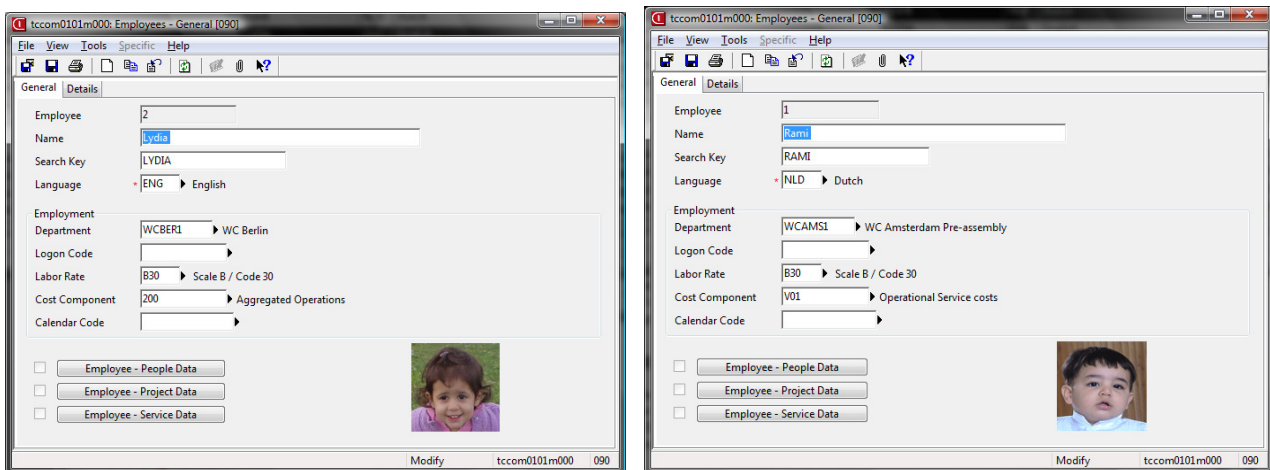 tccom0101m000: Employees - General [090]
File View Tools Specific Help
General Details
Employee 2
Name Lydia
Search Key LYDIA
Language * ENG English
Employment
Department WCBER1 WC Berlin
Logon Code
Labor Rate B30 Scale B / Code 30
Cost Component 200 Aggregated Operations
Calendar Code
Employee - People Data
Employee - Project Data
Employee - Service Data
Modify tccom0101m000 090
tccom0101m000: Employees - General [090]
File View Tools Specific Help
General Details
Employee 1
Name Rami
Search Key RAMI
Language * NLD Dutch
Employment
Department WCAMS1 WC Amsterdam Pre-assembly
Logon Code
Labor Rate B30 Scale B / Code 30
Cost Component V01 Operational Service costs
Calendar Code
Employee - People Data
Employee - Project Data
Employee - Service Data
Modify tccom0101m000 090